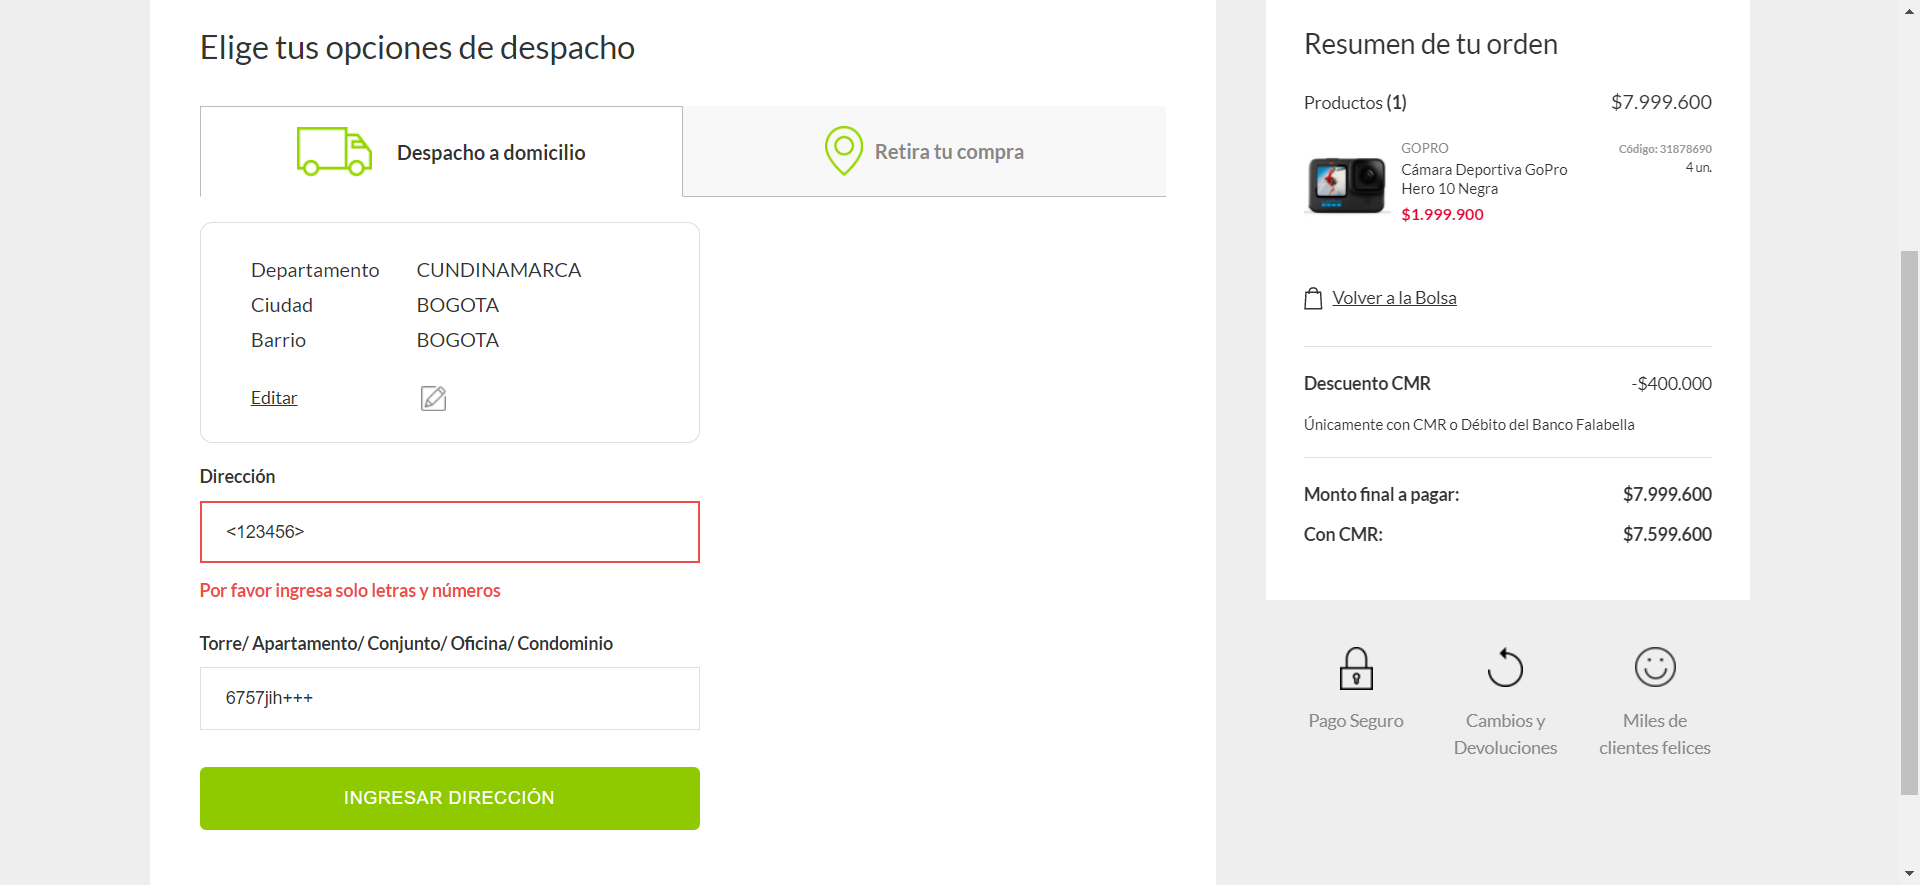 Elige tus opciones de despacho
Despacho a domicilio
Retira tu compra
Departamento CUNDINAMARCA
Ciudad BOGOTA
Barrio BOGOTA
Editar
Dirección
<123456>
Por favor ingresa solo letras y números
Torre/ Apartamento/ Conjunto/ Oficina/ Condominio
6757jih+++
INGRESAR DIRECCIÓN
Resumen de tu orden
Productos (1) $7.999.600
GOPRO Código: 31878690
Cámara Deportiva GoPro 4 un.
Hero 10 Negra
$1.999.900
Volver a la Bolsa
Descuento CMR -$400.000
Únicamente con CMR o Débito del Banco Falabella
Monto final a pagar: $7.999.600
Con CMR: $7.599.600
Pago Seguro
Cambios y
Devoluciones
Miles de
clientes felices